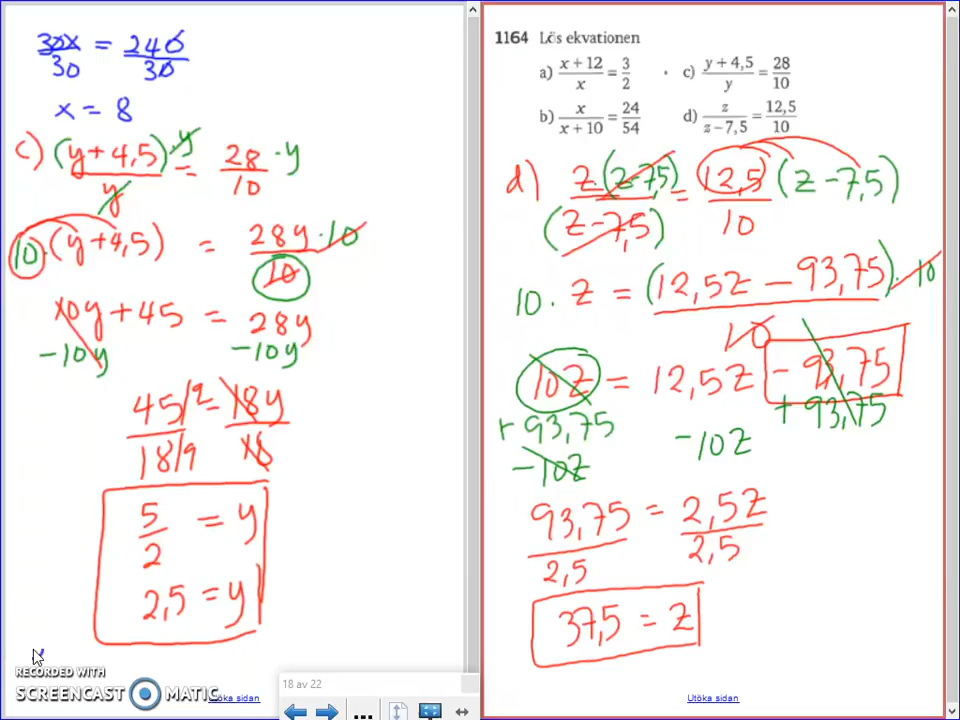 30x/30 = 240/30
x = 8
c) (y+4,5)·y/y = 28/10 ·y
10·(y+4,5) = 28y·10/10
10y+45 = 28y
-10y -10y
45/9/18/9 = 18y/18
5/2 = y
2,5 = y
RECORDED WITH
SCREENCAST MATIC
Utöka sidan
18 av 22
1164 Lös ekvationen
a) x + 12/x = 3/2 c) y + 4,5/y = 28/10
b) x/x + 10 = 24/54 d) z/z – 7,5 = 12,5/10
d) z(z-7,5)/(z-7,5) = 12,5/10 (z-7,5)
10· z = (12,5z - 93,75)·10/10
10z = 12,5z - 93,75
+ 93,75 + 93,75
-10z -10z
93,75/2,5 = 2,5z/2,5
37,5 = z
Utöka sidan